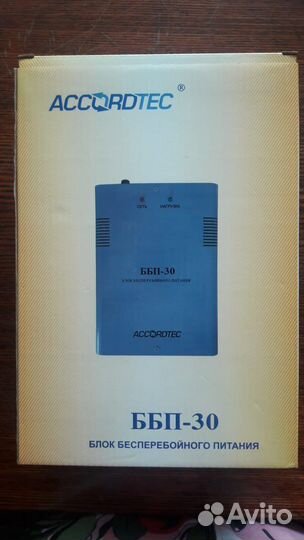 ACCORDTEC ®
СЕТЬ НАГРУЗКА
ББП-30
БЛОК БЕСПЕРЕБОЙНОГО ПИТАНИЯ
ACCORDTEC
ББП-30
БЛОК БЕСПЕРЕБОЙНОГО ПИТАНИЯ
Avito